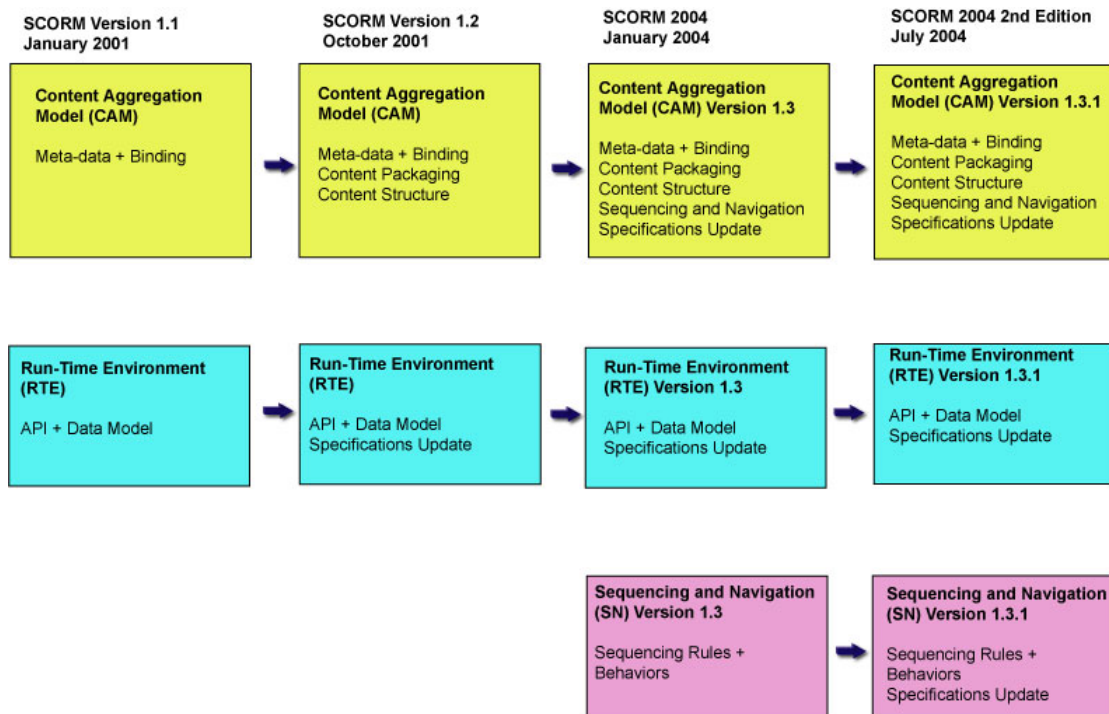 SCORM Version 1.1
January 2001
SCORM Version 1.2
October 2001
SCORM 2004
January 2004
SCORM 2004 2nd Edition
July 2004
Content Aggregation
Model (CAM)
Meta-data + Binding
Content Aggregation
Model (CAM)
Meta-data + Binding
Content Packaging
Content Structure
Content Aggregation
Model (CAM) Version 1.3
Meta-data + Binding
Content Packaging
Content Structure
Sequencing and Navigation
Specifications Update
Content Aggregation
Model (CAM) Version 1.3.1
Meta-data + Binding
Content Packaging
Content Structure
Sequencing and Navigation
Specifications Update
Run-Time Environment
(RTE)
API + Data Model
Run-Time Environment
(RTE)
API + Data Model
Specifications Update
Run-Time Environment
(RTE) Version 1.3
API + Data Model
Specifications Update
Run-Time Environment
(RTE) Version 1.3.1
API + Data Model
Specifications Update
Sequencing and Navigation
(SN) Version 1.3
Sequencing Rules +
Behaviors
Sequencing and Navigation
(SN) Version 1.3.1
Sequencing Rules +
Behaviors
Specifications Update